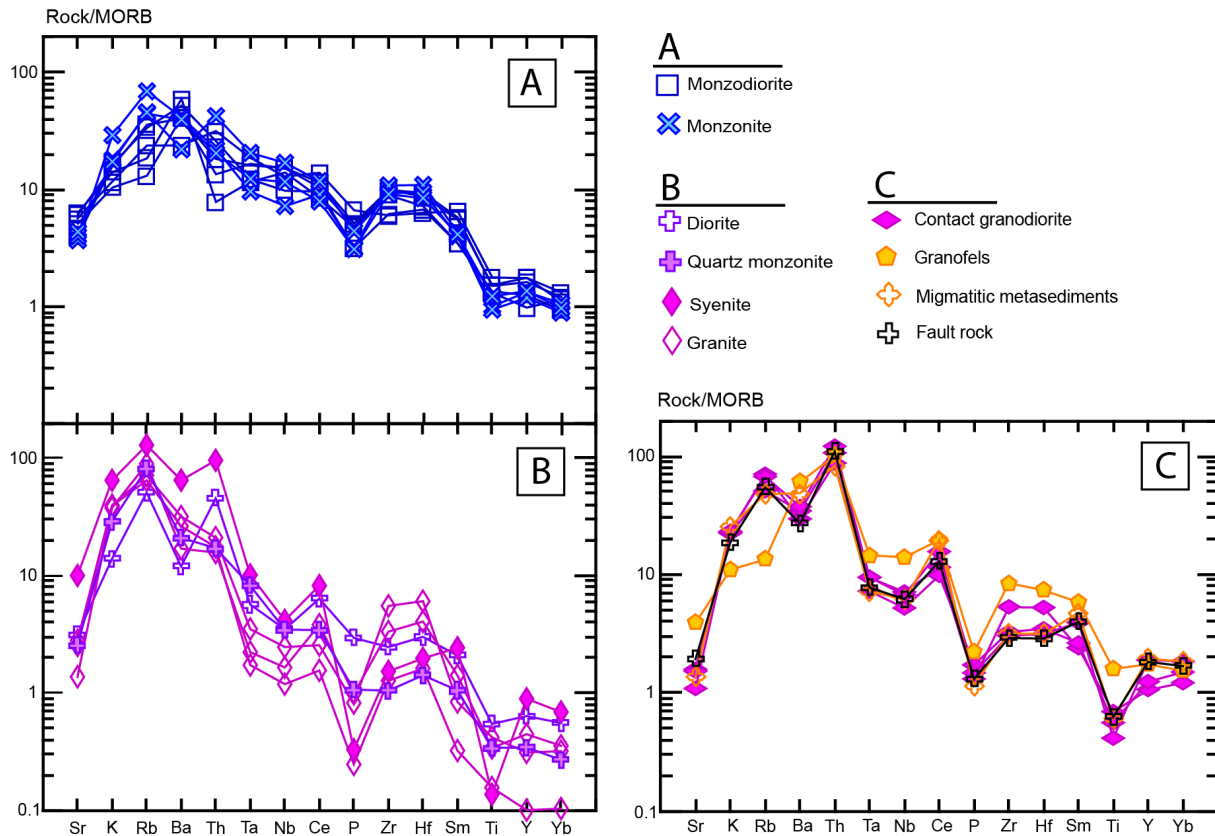 Rock/MORB
100
10
1
A
A
Monzodiorite
Monzonite
B
Diorite
Quartz monzonite
Syenite
Granite
C
Contact granodiorite
Granofels
Migmatitic metasediments
Fault rock
100
10
1
0.1
B
Sr K Rb Ba Th Ta Nb Ce P Zr Hf Sm Ti Y Yb
Rock/MORB
100
10
1
0.1
C
Sr K Rb Ba Th Ta Nb Ce P Zr Hf Sm Ti Y Yb